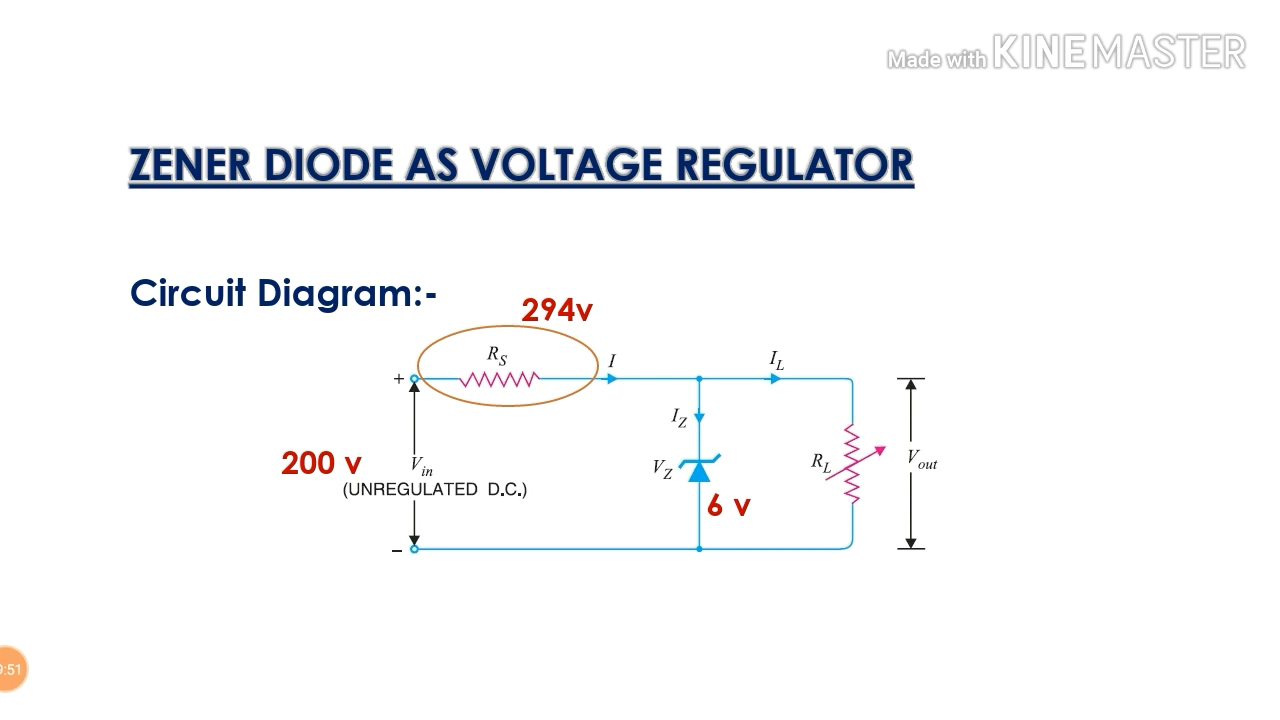 Made with KINEMASTER
ZENER DIODE AS VOLTAGE REGULATOR
Circuit Diagram:-
294v
RS
I
IL
+
IZ
200 v
Vin
VZ
RL
Vout
(UNREGULATED D.C.)
6 v
–
:51